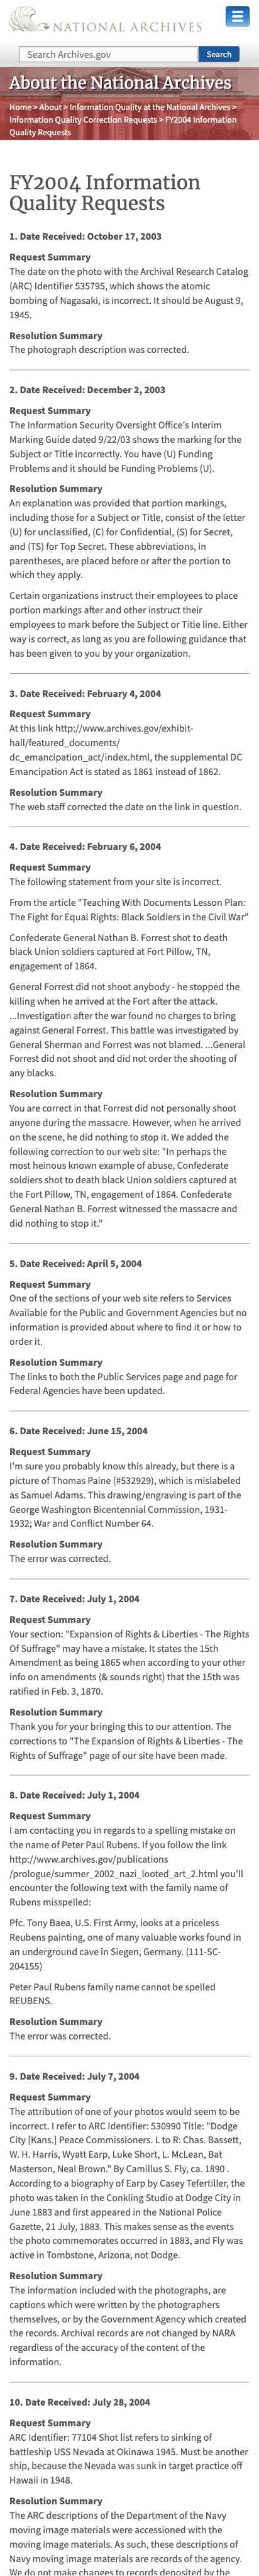 NATIONAL ARCHIVES
Search Archives.gov
Search
About the National Archives
Home > About > Information Quality at the National Archives >
Information Quality Correction Requests > FY2004 Information
Quality Requests
FY2004 Information
Quality Requests
1. Date Received: October 17, 2003
Request Summary
The date on the photo with the Archival Research Catalog
(ARC) Identifier 535795, which shows the atomic
bombing of Nagasaki, is incorrect. It should be August 9,
1945.
Resolution Summary
The photograph description was corrected.
2. Date Received: December 2, 2003
Request Summary
The Information Security Oversight Office's Interim
Marking Guide dated 9/22/03 shows the marking for the
Subject or Title incorrectly. You have (U) Funding
Problems and it should be Funding Problems (U).
Resolution Summary
An explanation was provided that portion markings,
including those for a Subject or Title, consist of the letter
(U) for unclassified, (C) for Confidential, (S) for Secret,
and (TS) for Top Secret. These abbreviations, in
parentheses, are placed before or after the portion to
which they apply.
Certain organizations instruct their employees to place
portion markings after and other instruct their
employees to mark before the Subject or Title line. Either
way is correct, as long as you are following guidance that
has been given to you by your organization.
3. Date Received: February 4, 2004
Request Summary
At this link http://www.archives.gov/exhibit-
hall/featured_documents/
dc_emancipation_act/index.html, the supplemental DC
Emancipation Act is stated as 1861 instead of 1862.
Resolution Summary
The web staff corrected the date on the link in question.
4. Date Received: February 6, 2004
Request Summary
The following statement from your site is incorrect.
From the article "Teaching With Documents Lesson Plan:
The Fight for Equal Rights: Black Soldiers in the Civil War"
Confederate General Nathan B. Forrest shot to death
black Union soldiers captured at Fort Pillow, TN,
engagement of 1864.
General Forrest did not shoot anybody - he stopped the
killing when he arrived at the Fort after the attack.
...Investigation after the war found no charges to bring
against General Forrest. This battle was investigated by
General Sherman and Forrest was not blamed. ...General
Forrest did not shoot and did not order the shooting of
any blacks.
Resolution Summary
You are correct in that Forrest did not personally shoot
anyone during the massacre. However, when he arrived
on the scene, he did nothing to stop it. We added the
following correction to our web site: "In perhaps the
most heinous known example of abuse, Confederate
soldiers shot to death black Union soldiers captured at
the Fort Pillow, TN, engagement of 1864. Confederate
General Nathan B. Forrest witnessed the massacre and
did nothing to stop it."
5. Date Received: April 5, 2004
Request Summary
One of the sections of your web site refers to Services
Available for the Public and Government Agencies but no
information is provided about where to find it or how to
order it.
Resolution Summary
The links to both the Public Services page and page for
Federal Agencies have been updated.
6. Date Received: June 15, 2004
Request Summary
I'm sure you probably know this already, but there is a
picture of Thomas Paine (#532929), which is mislabeled
as Samuel Adams. This drawing/engraving is part of the
George Washington Bicentennial Commission, 1931-
1932; War and Conflict Number 64.
Resolution Summary
The error was corrected.
7. Date Received: July 1, 2004
Request Summary
Your section: "Expansion of Rights & Liberties - The Rights
Of Suffrage" may have a mistake. It states the 15th
Amendment as being 1865 when according to your other
info on amendments (& sounds right) that the 15th was
ratified in Feb. 3, 1870.
Resolution Summary
Thank you for your bringing this to our attention. The
corrections to "The Expansion of Rights & Liberties - The
Rights of Suffrage" page of our site have been made.
8. Date Received: July 1, 2004
Request Summary
I am contacting you in regards to a spelling mistake on
the name of Peter Paul Rubens. If you follow the link
http://www.archives.gov/publications
/prologue/summer_2002_nazi_looted_art_2.html you'll
encounter the following text with the family name of
Rubens misspelled:
Pfc. Tony Baea, U.S. First Army, looks at a priceless
Reubens painting, one of many valuable works found in
an underground cave in Siegen, Germany. (111-SC-
204155)
Peter Paul Rubens family name cannot be spelled
REUBENS.
Resolution Summary
The error was corrected.
9. Date Received: July 7, 2004
Request Summary
The attribution of one of your photos would seem to be
incorrect. I refer to ARC Identifier: 530990 Title: "Dodge
City [Kans.] Peace Commissioners. L to R: Chas. Bassett,
W. H. Harris, Wyatt Earp, Luke Short, L. McLean, Bat
Masterson, Neal Brown." By Camillus S. Fly, ca. 1890 .
According to a biography of Earp by Casey Tefertiller, the
photo was taken in the Conkling Studio at Dodge City in
June 1883 and first appeared in the National Police
Gazette, 21 July, 1883. This makes sense as the events
the photo commemorates occurred in 1883, and Fly was
active in Tombstone, Arizona, not Dodge.
Resolution Summary
The information included with the photographs, are
captions which were written by the photographers
themselves, or by the Government Agency which created
the records. Archival records are not changed by NARA
regardless of the accuracy of the content of the
information.
10. Date Received: July 28, 2004
Request Summary
ARC Identifier: 77104 Shot list refers to sinking of
battleship USS Nevada at Okinawa 1945. Must be another
ship, because the Nevada was sunk in target practice off
Hawaii in 1948.
Resolution Summary
The ARC descriptions of the Department of the Navy
moving image materials were accessioned with the
moving image materials. As such, these descriptions of
Navy moving image materials are records of the agency.
We do not make changes to records deposited by the